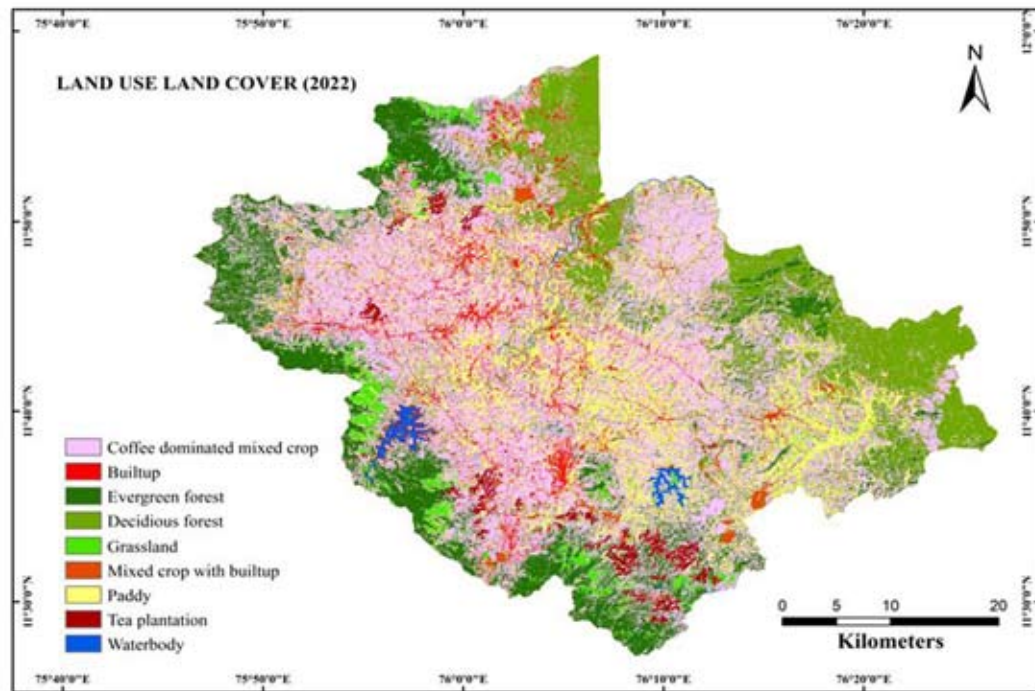 75°40'0"E 75°50'0"E 76°0'0"E 76°10'0"E 76°20'0"E
12°0'0"N
N
LAND USE LAND COVER (2022)
11°50'0"N 11°50'0"N
11°40'0"N 11°40'0"N
Coffee dominated mixed crop
Builtup
Evergreen forest
Decidious forest
Grassland
Mixed crop with builtup
Paddy
Tea plantation
Waterbody
11°30'0"N 11°30'0"N
0 5 10 20
Kilometers
75°40'0"E 75°50'0"E 76°0'0"E 76°10'0"E 76°20'0"E